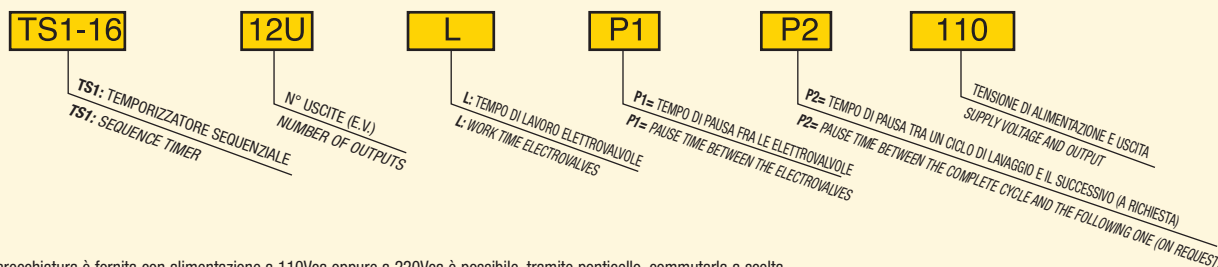 TS1-16 12U L P1 P2 110
TS1: TEMPORIZZATORE SEQUENZIALE
TS1: SEQUENCE TIMER
N° USCITE (E.V.)
NUMBER OF OUTPUTS
L: TEMPO DI LAVORO ELETTROVALVOLE
L: WORK TIME ELECTROVALVES
P1= TEMPO DI PAUSA FRA LE ELETTROVALVOLE
P1= PAUSE TIME BETWEEN THE ELECTROVALVES
P2= TEMPO DI PAUSA TRA UN CICLO DI LAVAGGIO E IL SUCCESSIVO (A RICHIESTA)
P2= PAUSE TIME BETWEEN THE COMPLETE CYCLE AND THE FOLLOWING ONE (ON REQUEST
TENSIONE DI ALIMENTAZIONE E USCITA
SUPPLY VOLTAGE AND OUTPUT